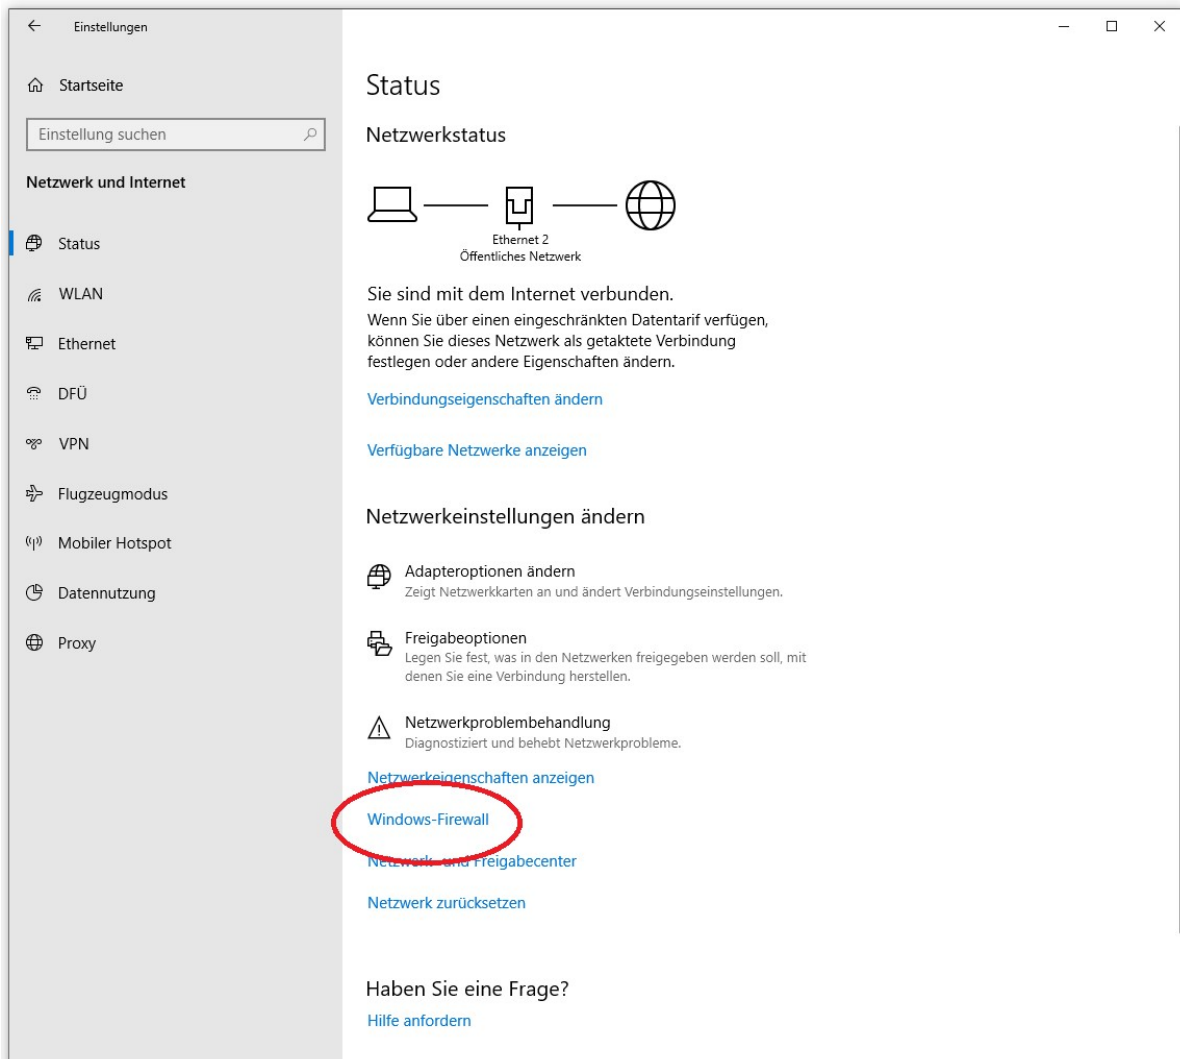 Einstellungen
Startseite
Einstellung suchen
Netzwerk und Internet
Status
WLAN
Ethernet
DFÜ
VPN
Flugzeugmodus
Mobiler Hotspot
Datennutzung
Proxy
Status
Netzwerkstatus
Ethernet 2
Öffentliches Netzwerk
Sie sind mit dem Internet verbunden.
Wenn Sie über einen eingeschränkten Datentarif verfügen,
können Sie dieses Netzwerk als getaktete Verbindung
festlegen oder andere Eigenschaften ändern.
Verbindungseigenschaften ändern
Verfügbare Netzwerke anzeigen
Netzwerkeinstellungen ändern
Adapteroptionen ändern
Zeigt Netzwerkkarten an und ändert Verbindungseinstellungen.
Freigabeoptionen
Legen Sie fest, was in den Netzwerken freigegeben werden soll, mit
denen Sie eine Verbindung herstellen.
Netzwerkproblembehandlung
Diagnostiziert und behebt Netzwerkprobleme.
Netzwerkeigenschaften anzeigen
Windows-Firewall
Netzwerk- und Freigabecenter
Netzwerk zurücksetzen
Haben Sie eine Frage?
Hilfe anfordern